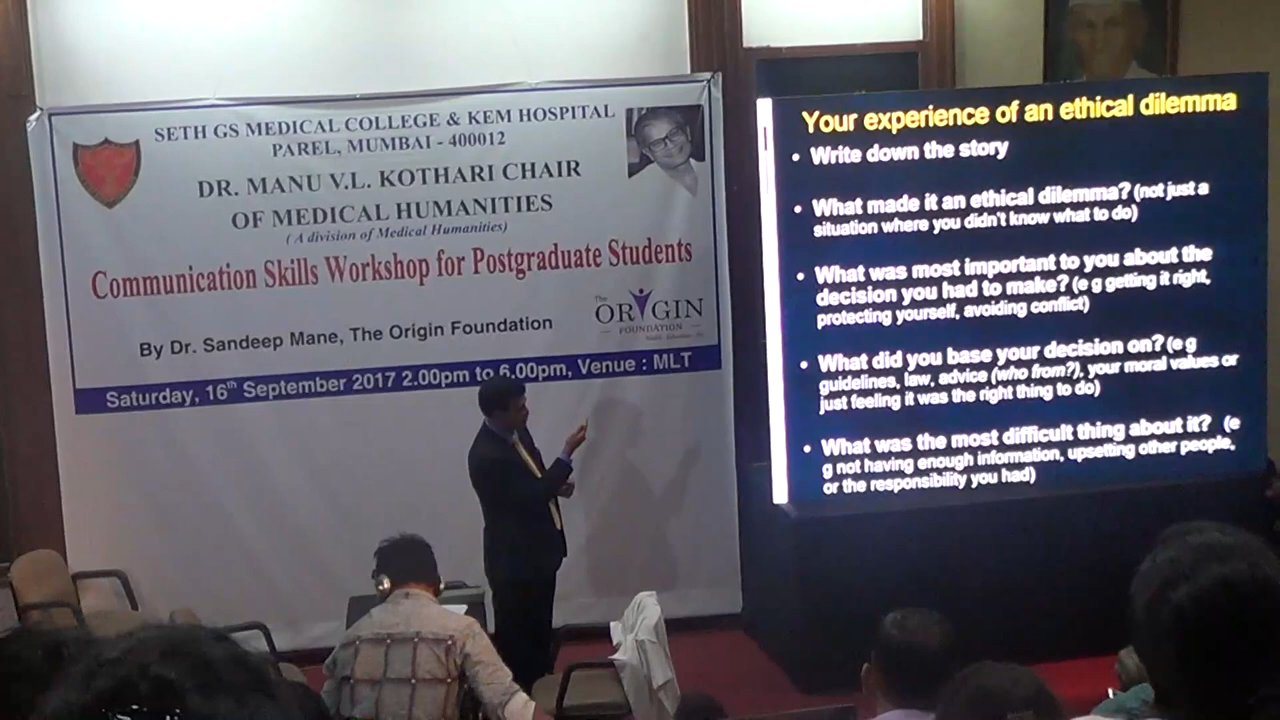 SETH GS MEDICAL COLLEGE & KEM HOSPITAL
PAREL, MUMBAI - 400012
DR. MANU V.L. KOTHARI CHAIR
OF MEDICAL HUMANITIES
( A division of Medical Humanities)
Communication Skills Workshop for Postgraduate Students
The
ORIGIN
FOUNDATION
By Dr. Sandeep Mane, The Origin Foundation
Saturday, 16th September 2017 2.00pm to 6.00pm, Venue : MLT
Your experience of an ethical dilemma
• Write down the story
• What made it an ethical dilemma? (not just a
situation where you didn't know what to do)
• What was most important to you about the
decision you had to make? (e g getting it right,
protecting yourself, avoiding conflict)
• What did you base your decision on? (e g
guidelines, law, advice (who from?), your moral values or
just feeling it was the right thing to do)
• What was the most difficult thing about it? (e
g not having enough information, upsetting other people,
or the responsibility you had)